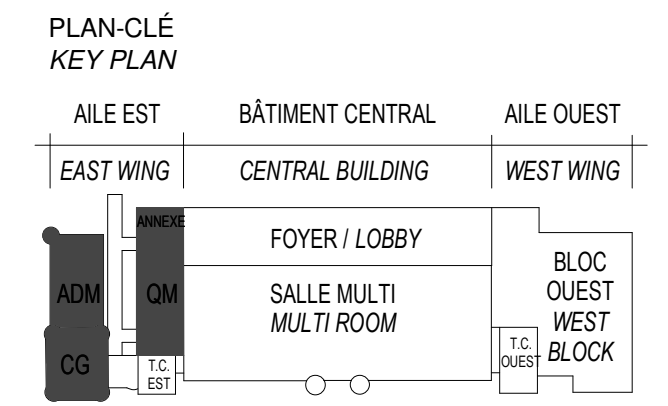 PLAN-CLÉ
KEY PLAN
AILE EST
BÂTIMENT CENTRAL
AILE OUEST
EAST WING
CENTRAL BUILDING
WEST WING
ANNEXE
FOYER / LOBBY
ADM
QM
SALLE MULTI
MULTI ROOM
BLOC
OUEST
WEST
BLOCK
CG
T.C.
EST
T.C.
OUEST